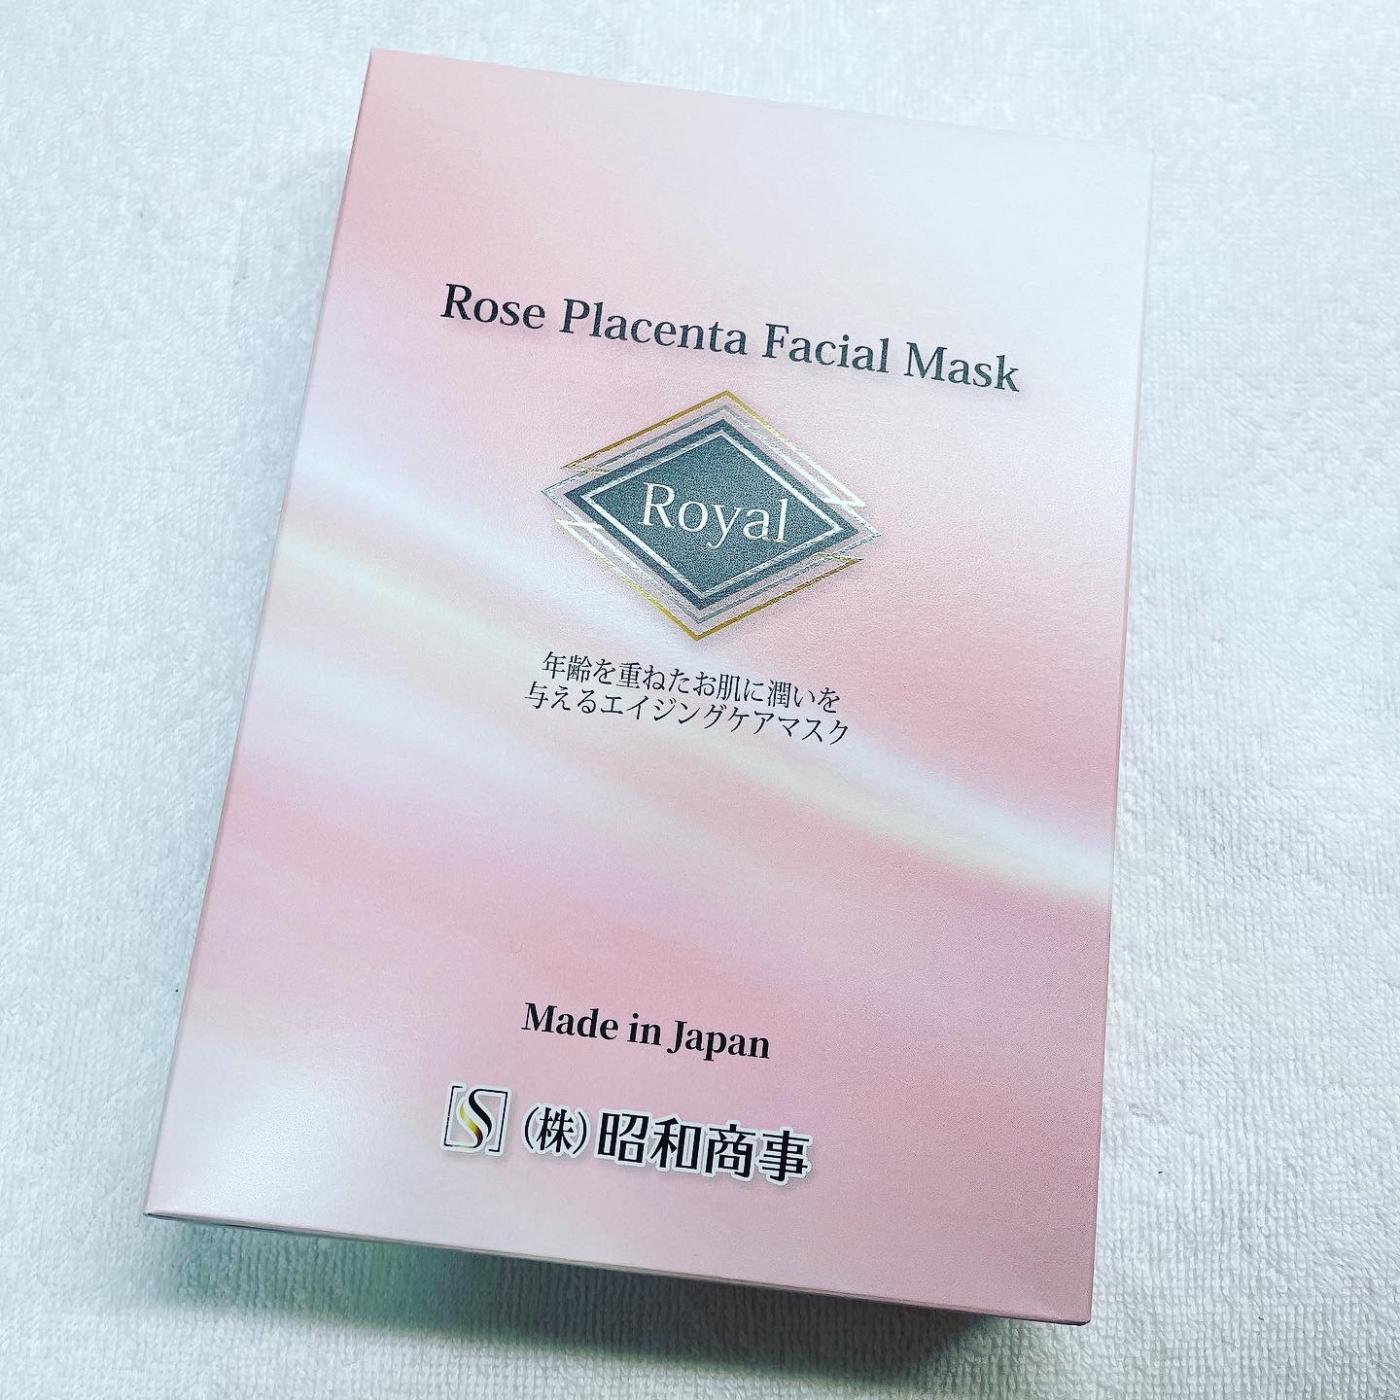 Rose Placenta Facial Mask
Royal
年齢を重ねたお肌に潤いを
与えるエイジングケアマスク
Made in Japan
[S] (株)昭和商事